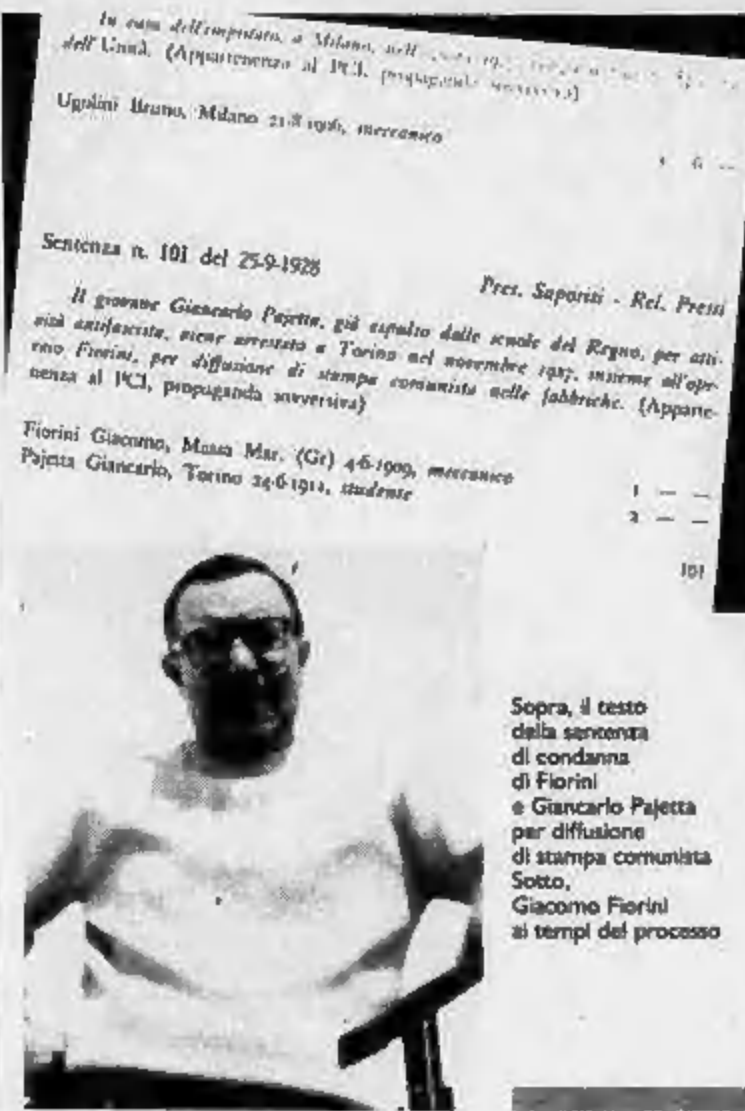 In casa dell'imputato, a Milano,
dell'Unità. (Appartenenza al PCI, propaganda sovversiva)
Ugolini Bruno, Milano 21-8-1906, meccanico
Sentenza n. 101 del 25-9-1928
Pres. Saporiti - Rel. Pressi
Il giovane Giancarlo Pajetta, già espulso dalle scuole del Regno, per atti-
vità antifascista, viene arrestato a Torino nel novembre 1927, insieme all'ope-
raio Fiorini, per diffusione di stampa comunista nelle fabbriche. (Apparte-
nenza al PCI, propaganda sovversiva)
Fiorini Giacomo, Massa Mar. (Gr) 4-6-1909, meccanico 1 — —
Pajetta Giancarlo, Torino 24-6-1911, studente 2 — —
101
Sopra, il testo
della sentenza
di condanna
di Fiorini
e Giancarlo Pajetta
per diffusione
di stampa comunista
Sotto,
Giacomo Fiorini
ai tempi del processo